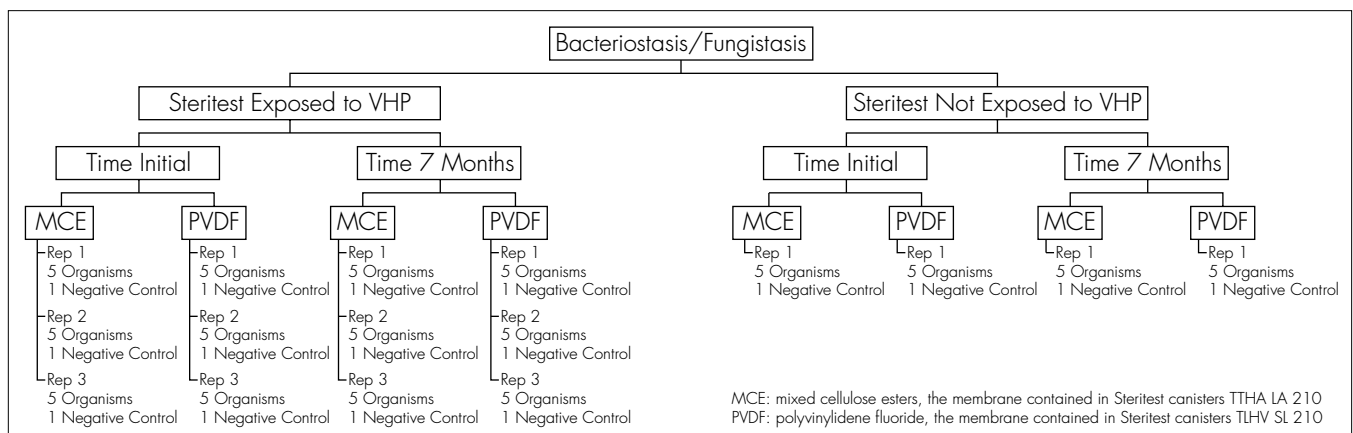 Bacteriostasis/Fungistasis
Steritest Exposed to VHP
Steritest Not Exposed to VHP
Time Initial
Time 7 Months
Time Initial
Time 7 Months
MCE
PVDF
MCE
PVDF
MCE
PVDF
MCE
PVDF
Rep 1
5 Organisms
1 Negative Control
Rep 2
5 Organisms
1 Negative Control
Rep 3
5 Organisms
1 Negative Control
Rep 1
5 Organisms
1 Negative Control
Rep 2
5 Organisms
1 Negative Control
Rep 3
5 Organisms
1 Negative Control
Rep 1
5 Organisms
1 Negative Control
Rep 2
5 Organisms
1 Negative Control
Rep 3
5 Organisms
1 Negative Control
Rep 1
5 Organisms
1 Negative Control
Rep 2
5 Organisms
1 Negative Control
Rep 3
5 Organisms
1 Negative Control
Rep 1
5 Organisms
1 Negative Control
Rep 1
5 Organisms
1 Negative Control
Rep 1
5 Organisms
1 Negative Control
Rep 1
5 Organisms
1 Negative Control
MCE: mixed cellulose esters, the membrane contained in Steritest canisters TTHA LA 210
PVDF: polyvinylidene fluoride, the membrane contained in Steritest canisters TLHV SL 210